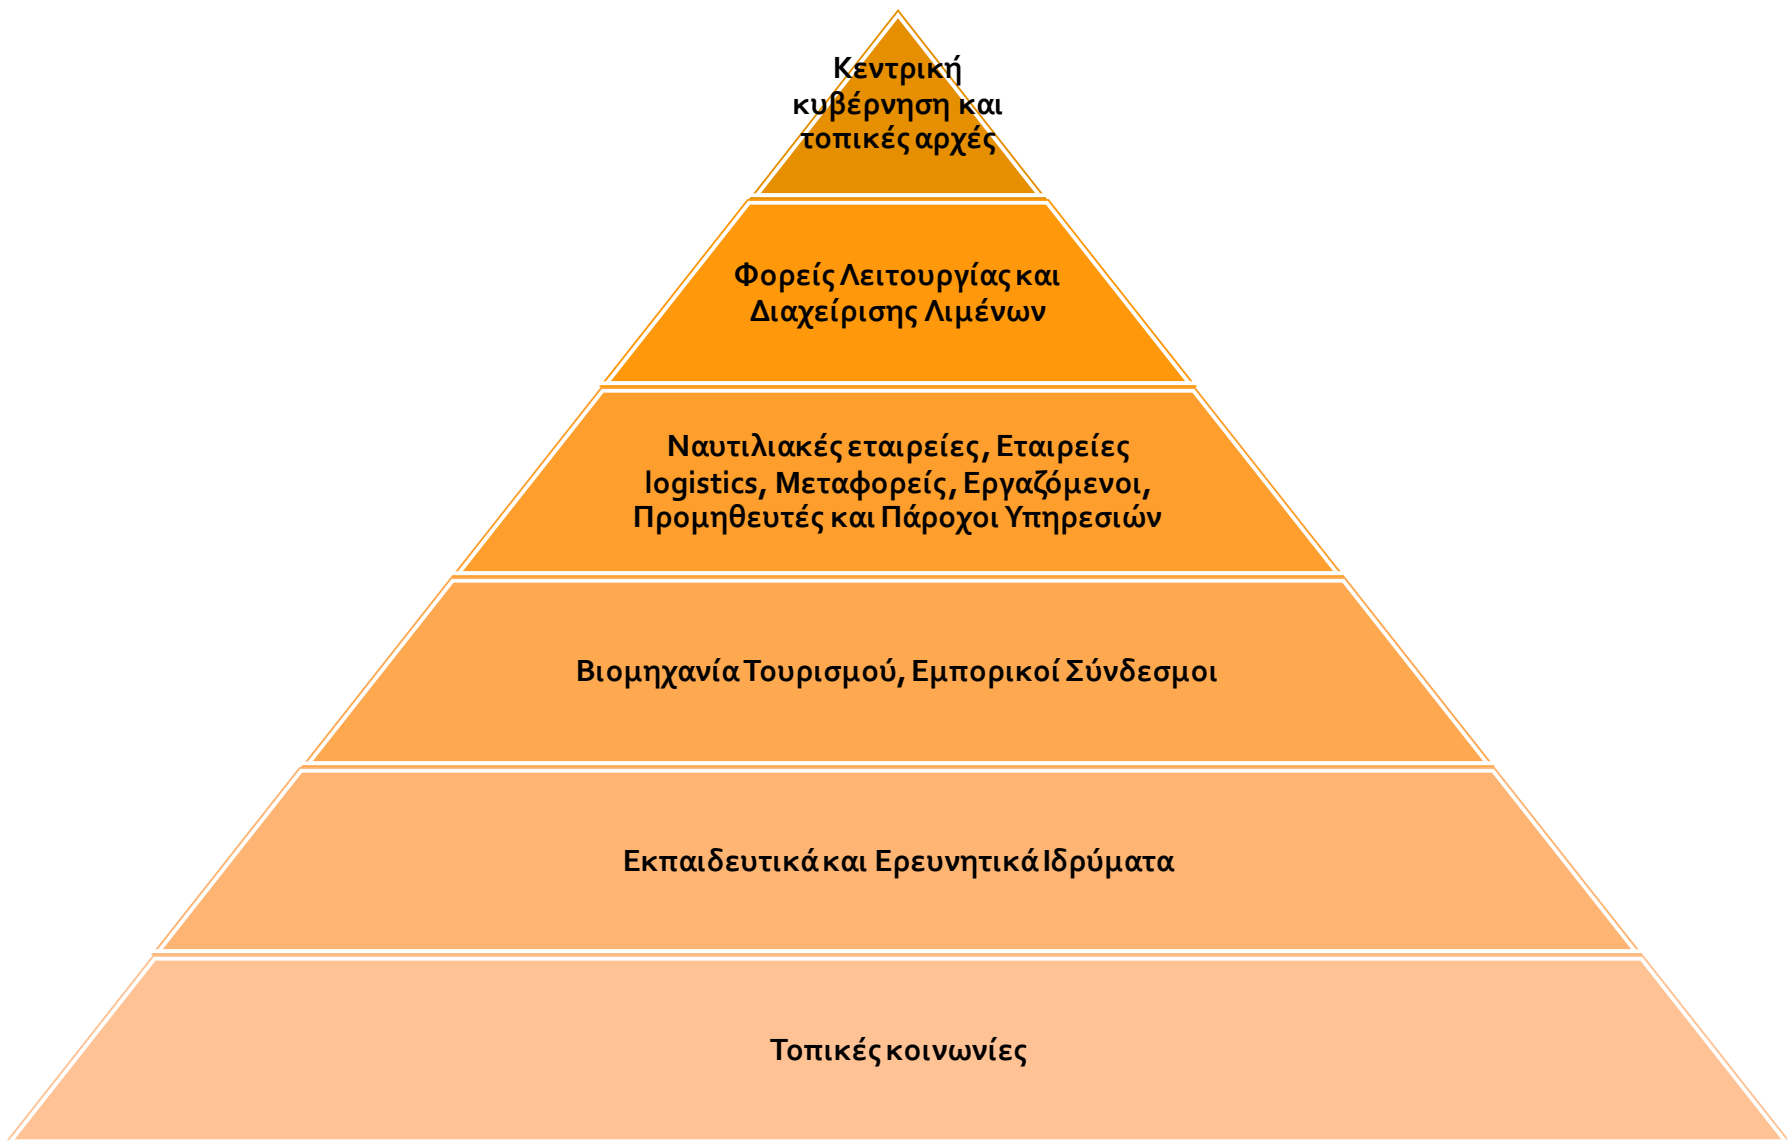 Κεντρική
κυβέρνηση και
τοπικές αρχές
Φορείς Λειτουργίας και
Διαχείρισης Λιμένων
Ναυτιλιακές εταιρείες, Εταιρείες
logistics, Μεταφορείς, Εργαζόμενοι,
Προμηθευτές και Πάροχοι Υπηρεσιών
Βιομηχανία Τουρισμού, Εμπορικοί Σύνδεσμοι
Εκπαιδευτικά και Ερευνητικά Ιδρύματα
Τοπικές κοινωνίες